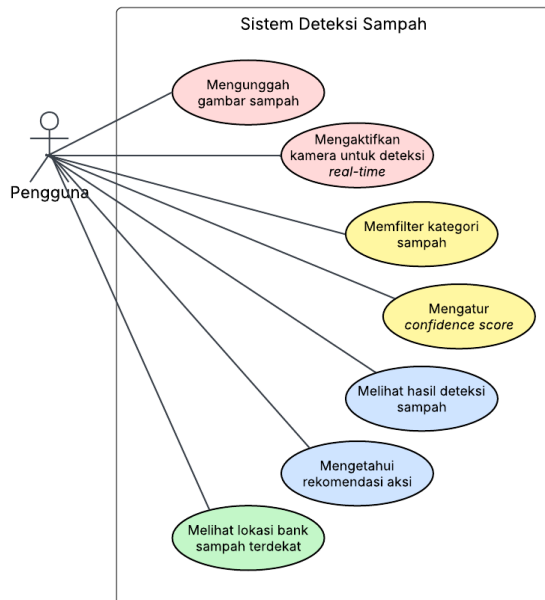 Sistem Deteksi Sampah
Mengunggah
gambar sampah
Mengaktifkan
kamera untuk deteksi
real-time
Pengguna
Memfilter kategori
sampah
Mengatur
confidence score
Melihat hasil deteksi
sampah
Mengetahui
rekomendasi aksi
Melihat lokasi bank
sampah terdekat